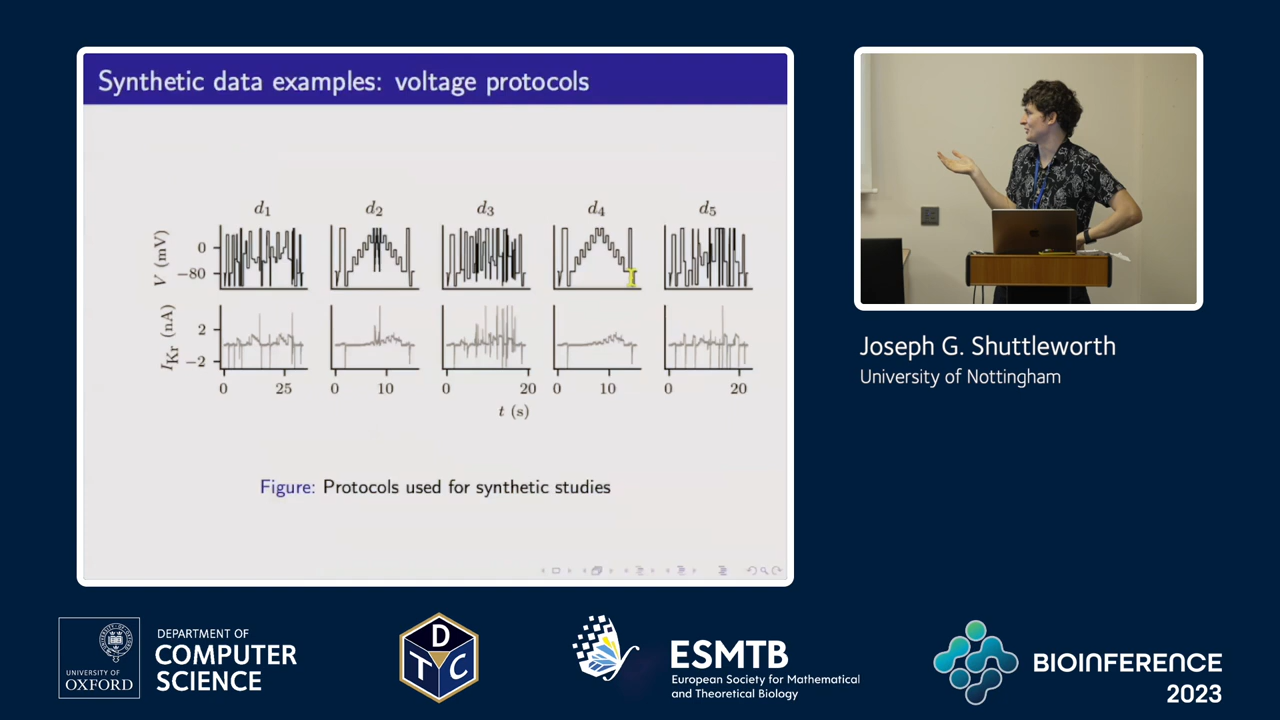 Synthetic data examples: voltage protocols
d1 d2 d3 d4 d5
V (mV)
0
−80
IKr (nA)
2
−2
0 25 0 10 0 20 0 10 0 20
t (s)
Figure: Protocols used for synthetic studies
Joseph G. Shuttleworth
University of Nottingham
UNIVERSITY OF
OXFORD
DEPARTMENT OF
COMPUTER
SCIENCE
D
T C
ESMTB
European Society for Mathematical
and Theoretical Biology
BIOINFERENCE
2023